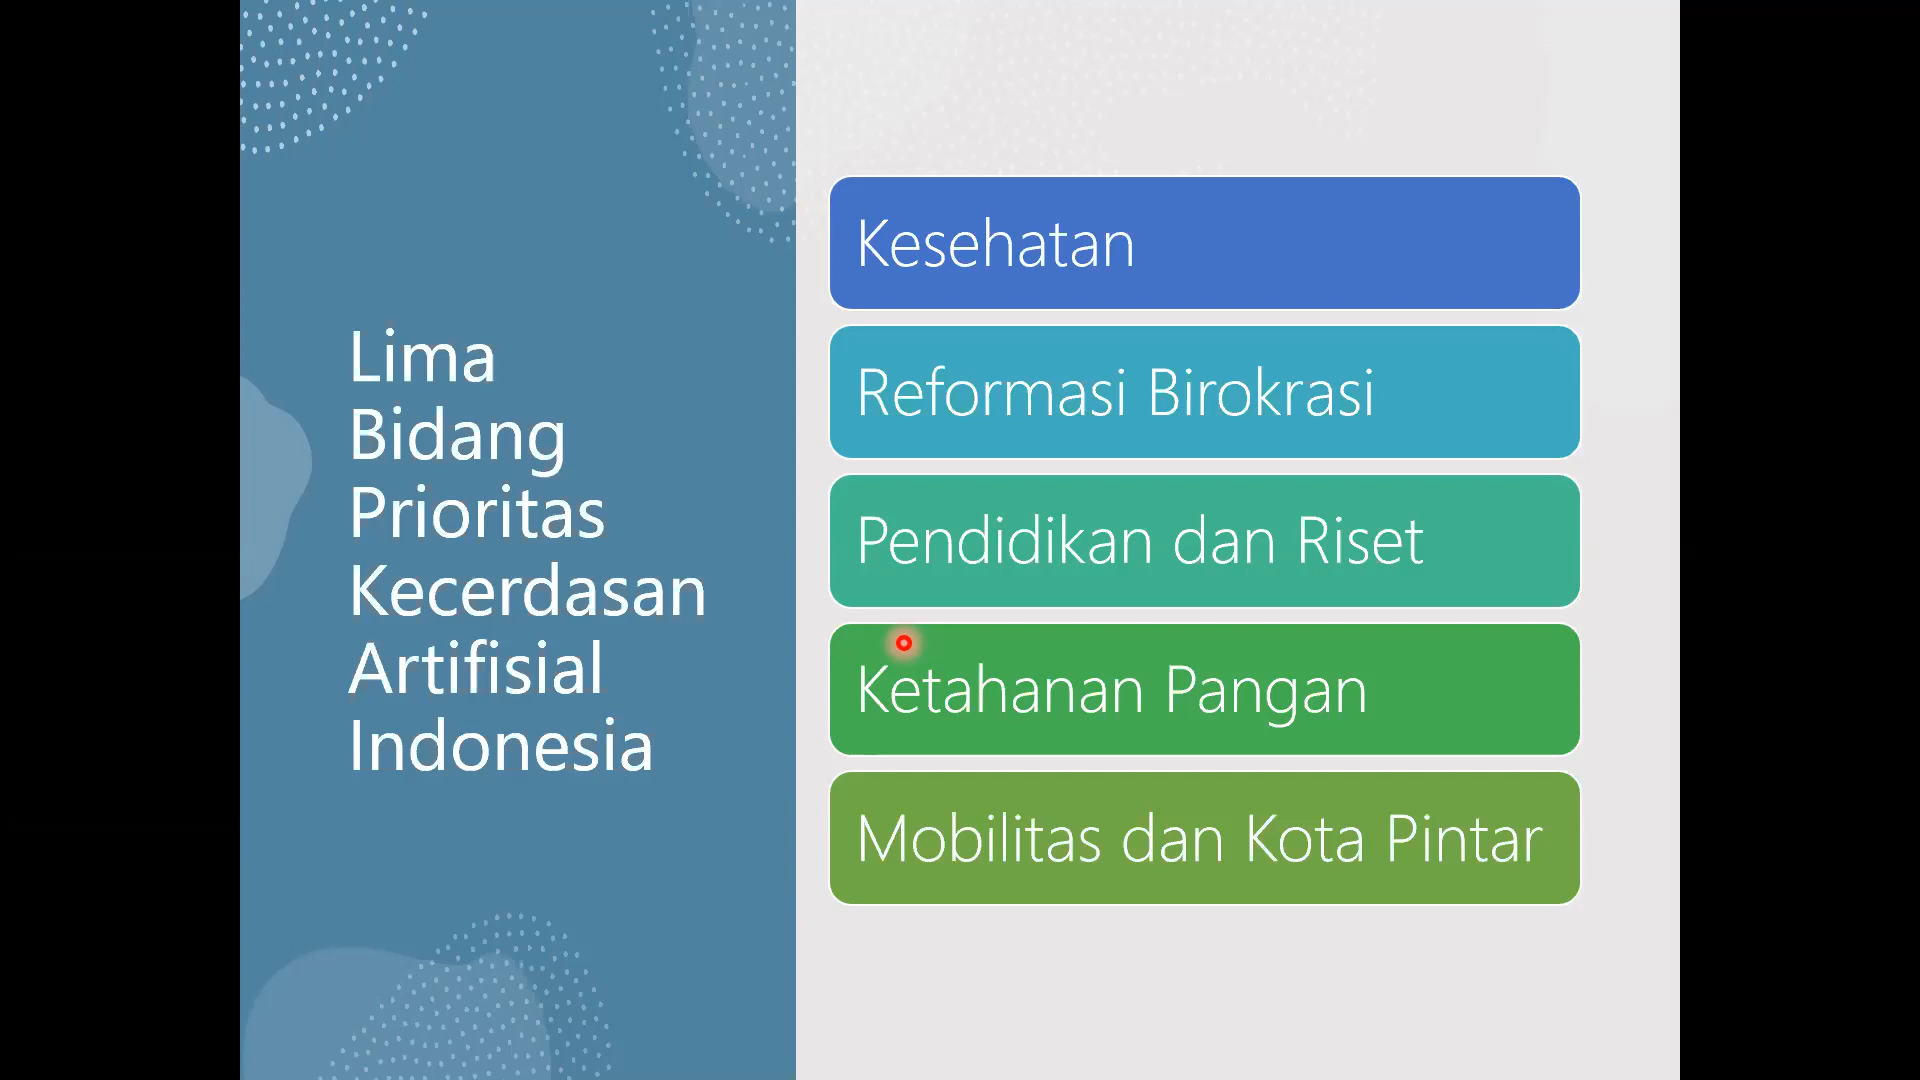 Lima
Bidang
Prioritas
Kecerdasan
Artifisial
Indonesia
Kesehatan
Reformasi Birokrasi
Pendidikan dan Riset
Ketahanan Pangan
Mobilitas dan Kota Pintar